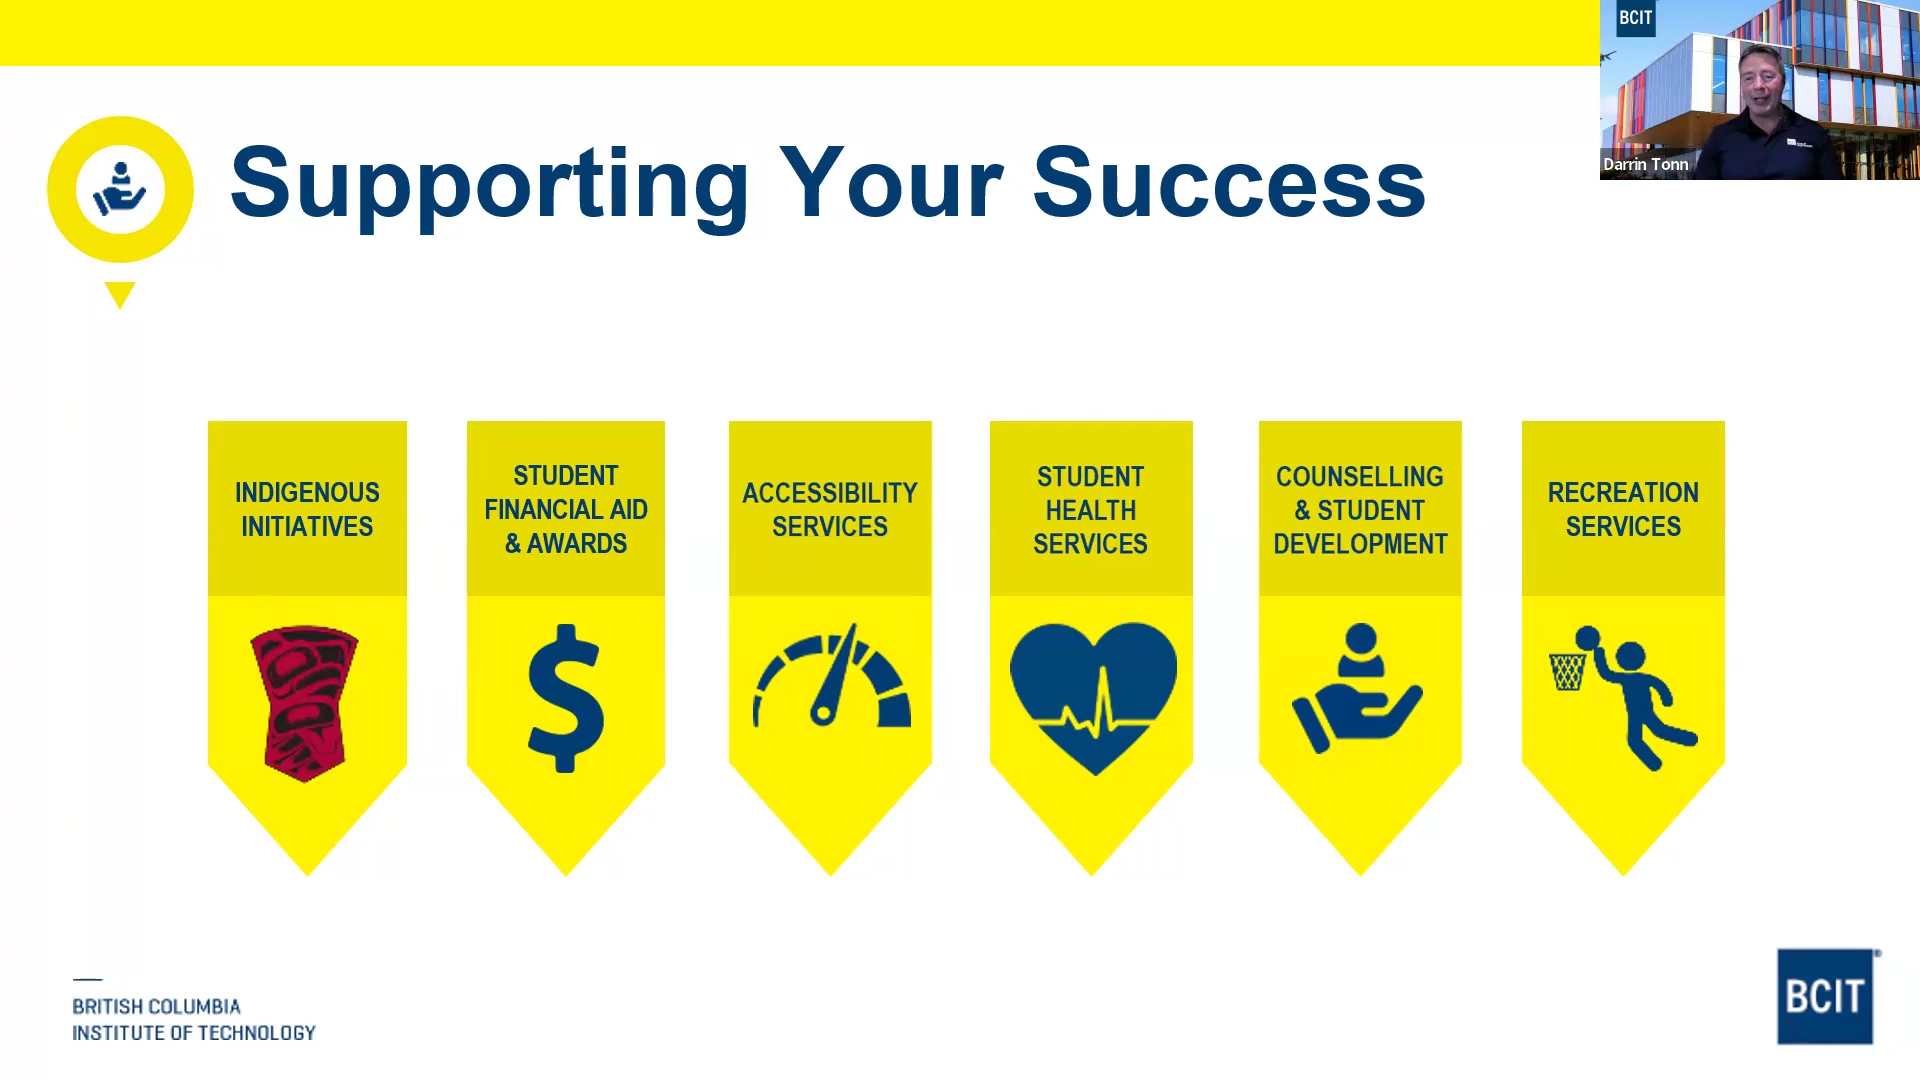 BCIT
Darrin Tonn
Supporting Your Success
INDIGENOUS
INITIATIVES
STUDENT
FINANCIAL AID
& AWARDS
ACCESSIBILITY
SERVICES
STUDENT
HEALTH
SERVICES
COUNSELLING
& STUDENT
DEVELOPMENT
RECREATION
SERVICES
BRITISH COLUMBIA
INSTITUTE OF TECHNOLOGY
BCIT®